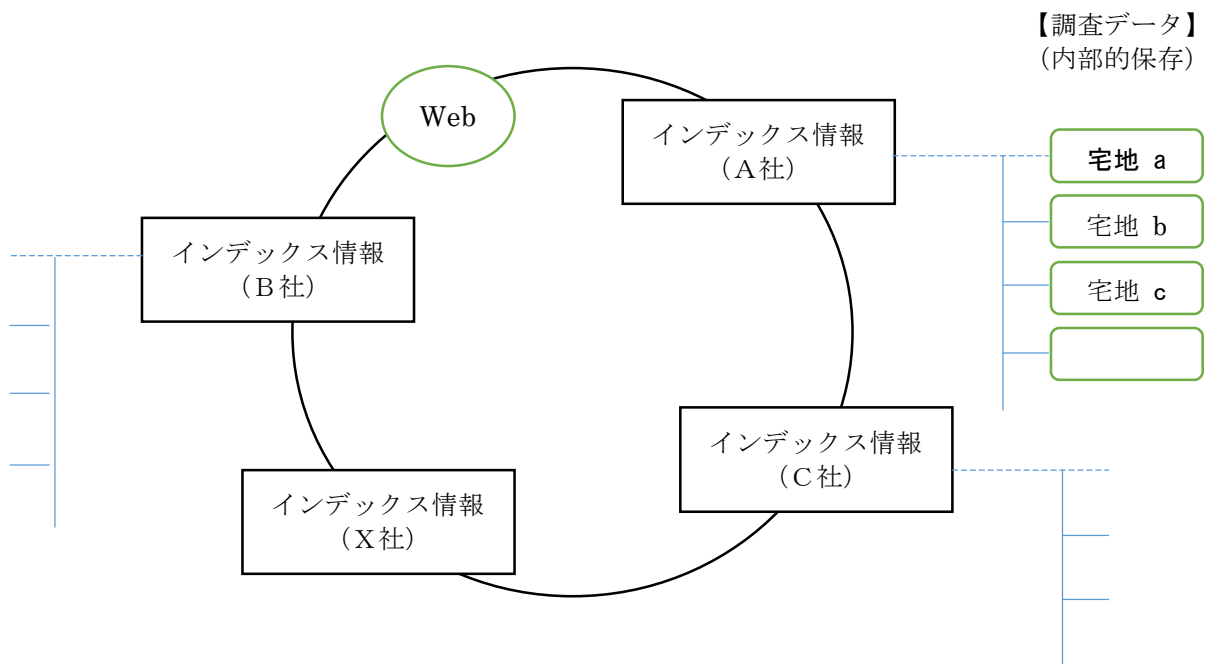 【調査データ】
（内部的保存）
Web
インデックス情報
（Ａ社）
宅地 a
宅地 b
宅地 c
インデックス情報
（Ｂ社）
インデックス情報
（Ｃ社）
インデックス情報
（Ｘ社）